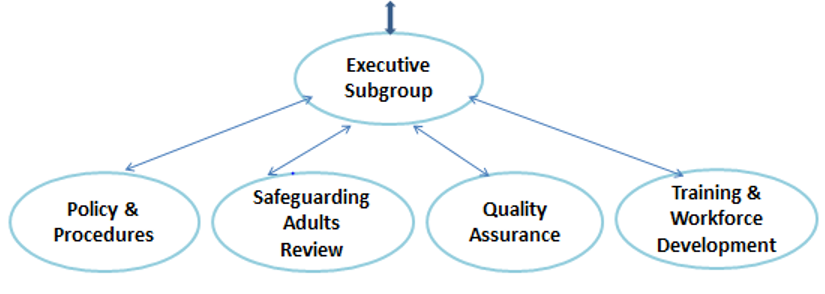 Executive
Subgroup
Policy &
Procedures
Safeguarding
Adults
Review
Quality
Assurance
Training &
Workforce
Development